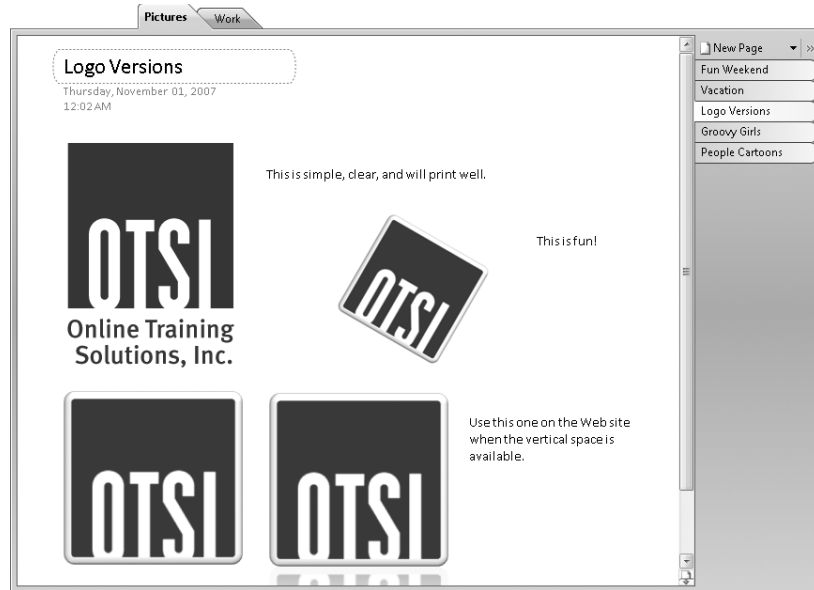 Pictures
Work
New Page
Fun Weekend
Vacation
Logo Versions
Groovy Girls
People Cartoons
Logo Versions
Thursday, November 01, 2007
12:02 AM
OTSI
Online Training
Solutions, Inc.
This is simple, clear, and will print well.
OTSI
This is fun!
OTSI
OTSI
Use this one on the Web site
when the vertical space is
available.